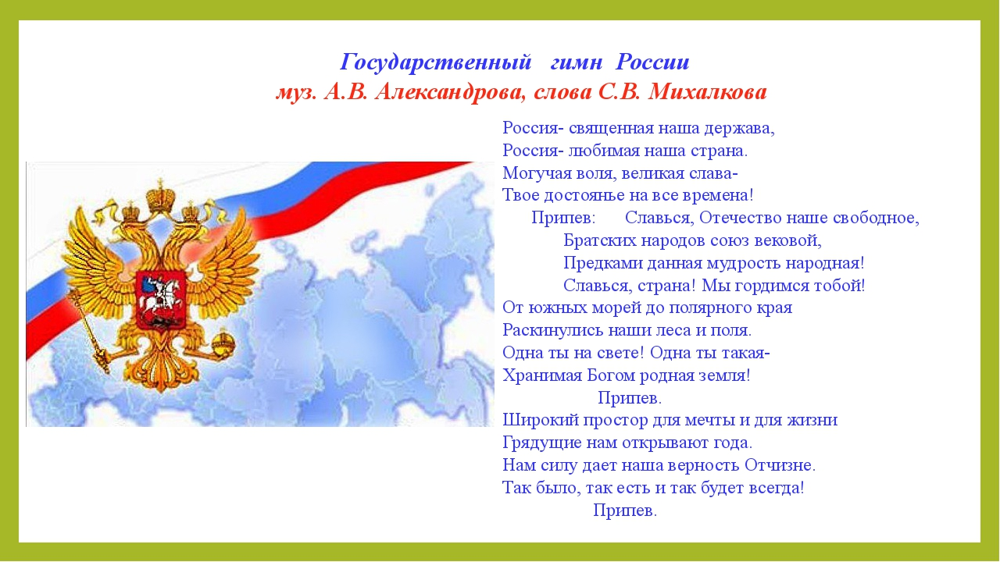 Государственный гимн России
муз. А.В. Александрова, слова С.В. Михалкова
Россия- священная наша держава,
Россия- любимая наша страна.
Могучая воля, великая слава-
Твое достоянье на все времена!
Припев: Славься, Отечество наше свободное,
Братских народов союз вековой,
Предками данная мудрость народная!
Славься, страна! Мы гордимся тобой!
От южных морей до полярного края
Раскинулись наши леса и поля.
Одна ты на свете! Одна ты такая-
Хранимая Богом родная земля!
Припев.
Широкий простор для мечты и для жизни
Грядущие нам открывают года.
Нам силу дает наша верность Отчизне.
Так было, так есть и так будет всегда!
Припев.